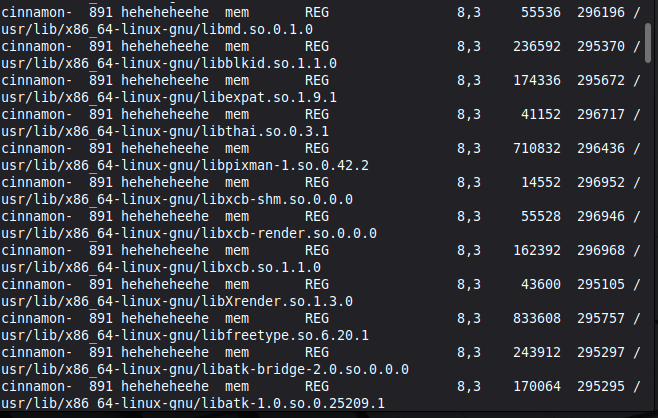 cinnamon-  891 heheheheehe  mem       REG                8,3    55536  296196 /
usr/lib/x86_64-linux-gnu/libmd.so.0.1.0
cinnamon-  891 heheheheehe  mem       REG                8,3   236592  295370 /
usr/lib/x86_64-linux-gnu/libblkid.so.1.1.0
cinnamon-  891 heheheheehe  mem       REG                8,3   174336  295672 /
usr/lib/x86_64-linux-gnu/libexpat.so.1.9.1
cinnamon-  891 heheheheehe  mem       REG                8,3    41152  296717 /
usr/lib/x86_64-linux-gnu/libthai.so.0.3.1
cinnamon-  891 heheheheehe  mem       REG                8,3   710832  296436 /
usr/lib/x86_64-linux-gnu/libpixman-1.so.0.42.2
cinnamon-  891 heheheheehe  mem       REG                8,3    14552  296952 /
usr/lib/x86_64-linux-gnu/libxcb-shm.so.0.0.0
cinnamon-  891 heheheheehe  mem       REG                8,3    55528  296946 /
usr/lib/x86_64-linux-gnu/libxcb-render.so.0.0.0
cinnamon-  891 heheheheehe  mem       REG                8,3   162392  296968 /
usr/lib/x86_64-linux-gnu/libxcb.so.1.1.0
cinnamon-  891 heheheheehe  mem       REG                8,3    43600  295105 /
usr/lib/x86_64-linux-gnu/libXrender.so.1.3.0
cinnamon-  891 heheheheehe  mem       REG                8,3   833608  295757 /
usr/lib/x86_64-linux-gnu/libfreetype.so.6.20.1
cinnamon-  891 heheheheehe  mem       REG                8,3   243912  295297 /
usr/lib/x86_64-linux-gnu/libatk-bridge-2.0.so.0.0.0
cinnamon-  891 heheheheehe  mem       REG                8,3   170064  295295 /
usr/lib/x86_64-linux-gnu/libatk-1.0.so.0.25209.1